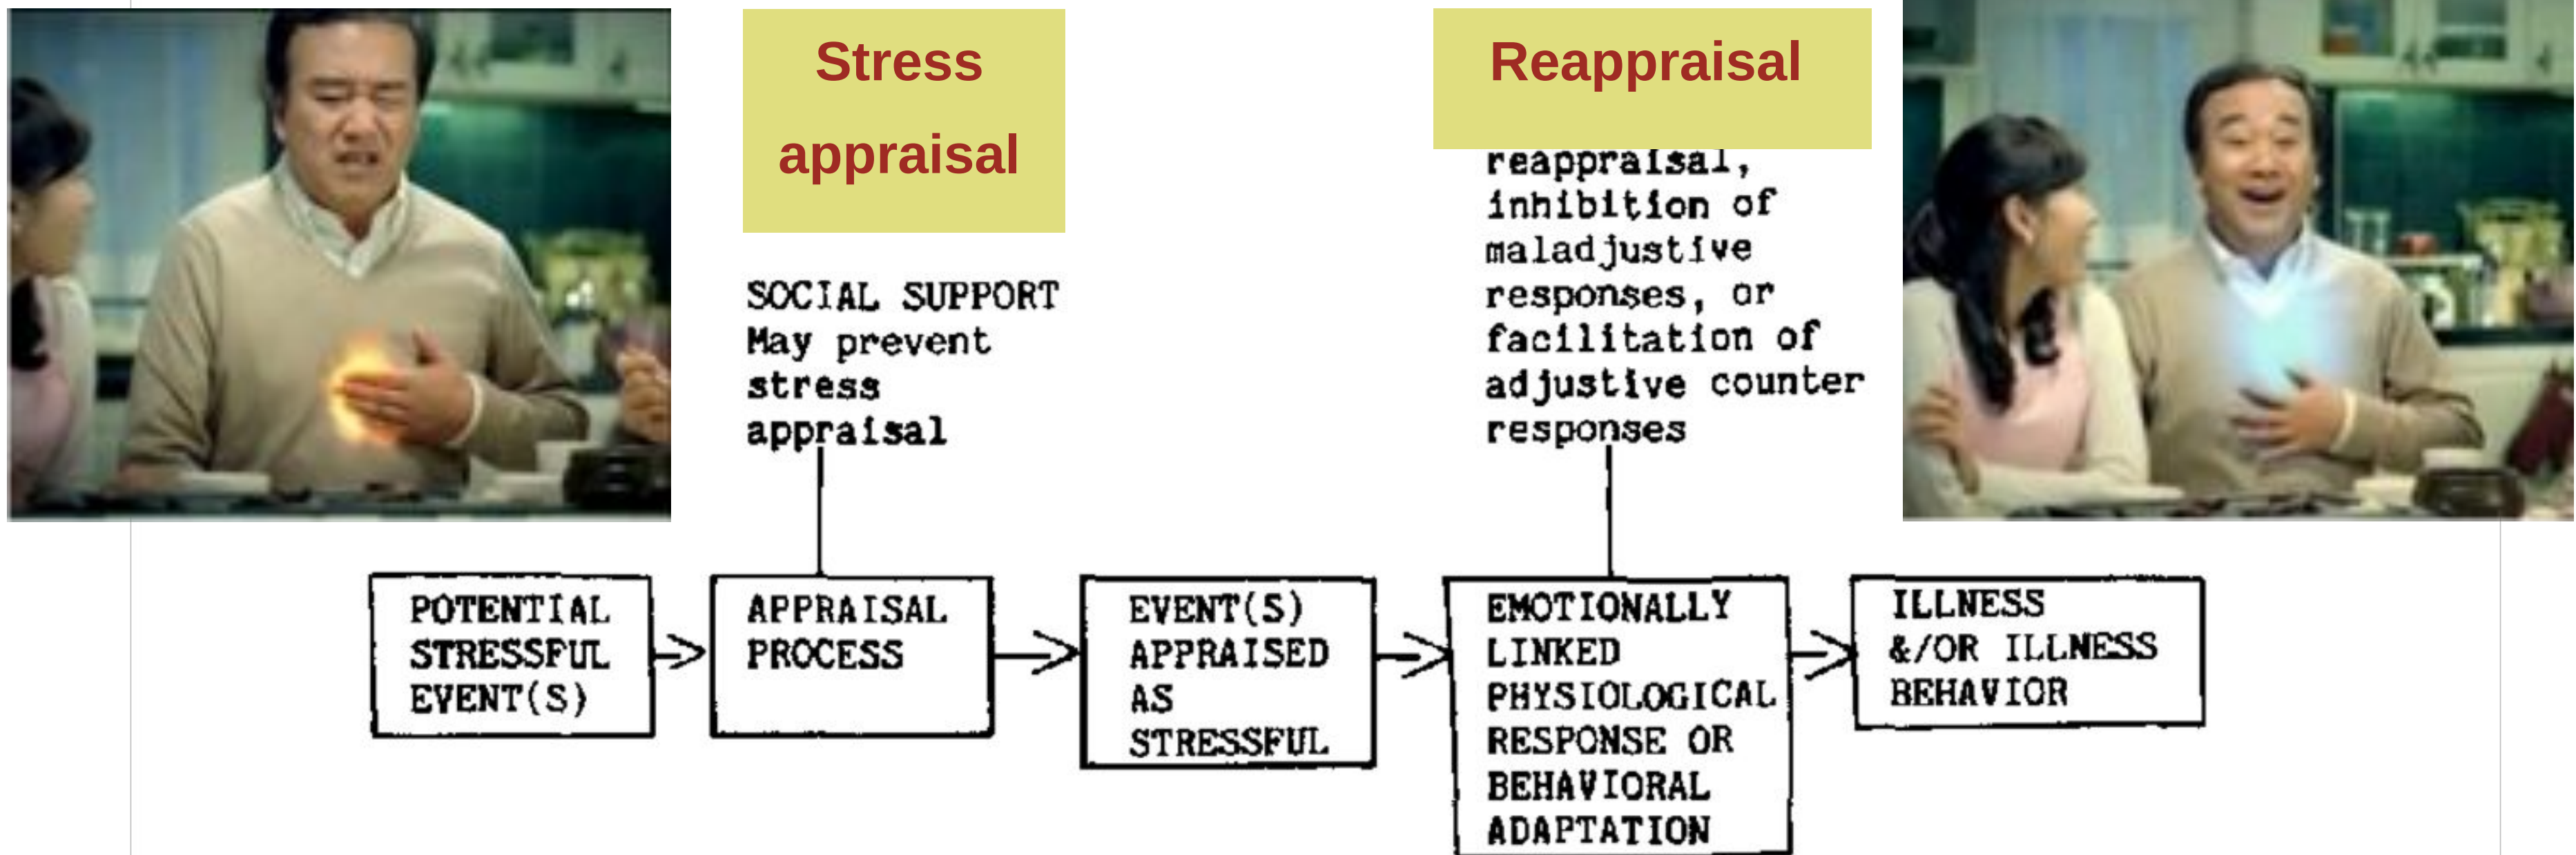 Stress
appraisal
SOCIAL SUPPORT
May prevent
stress
appraisal
Reappraisal
reappraisal,
inhibition of
maladjustive
responses, or
facilitation of
adjustive counter
responses
POTENTIAL
STRESSFUL
EVENT(S)
APPRAISAL
PROCESS
EVENT(S)
APPRAISED
AS
STRESSFUL
EMOTIONALLY
LINKED
PHYSIOLOGICAL
RESPONSE OR
BEHAVIORAL
ADAPTATION
ILLNESS
&/OR ILLNESS
BEHAVIOR